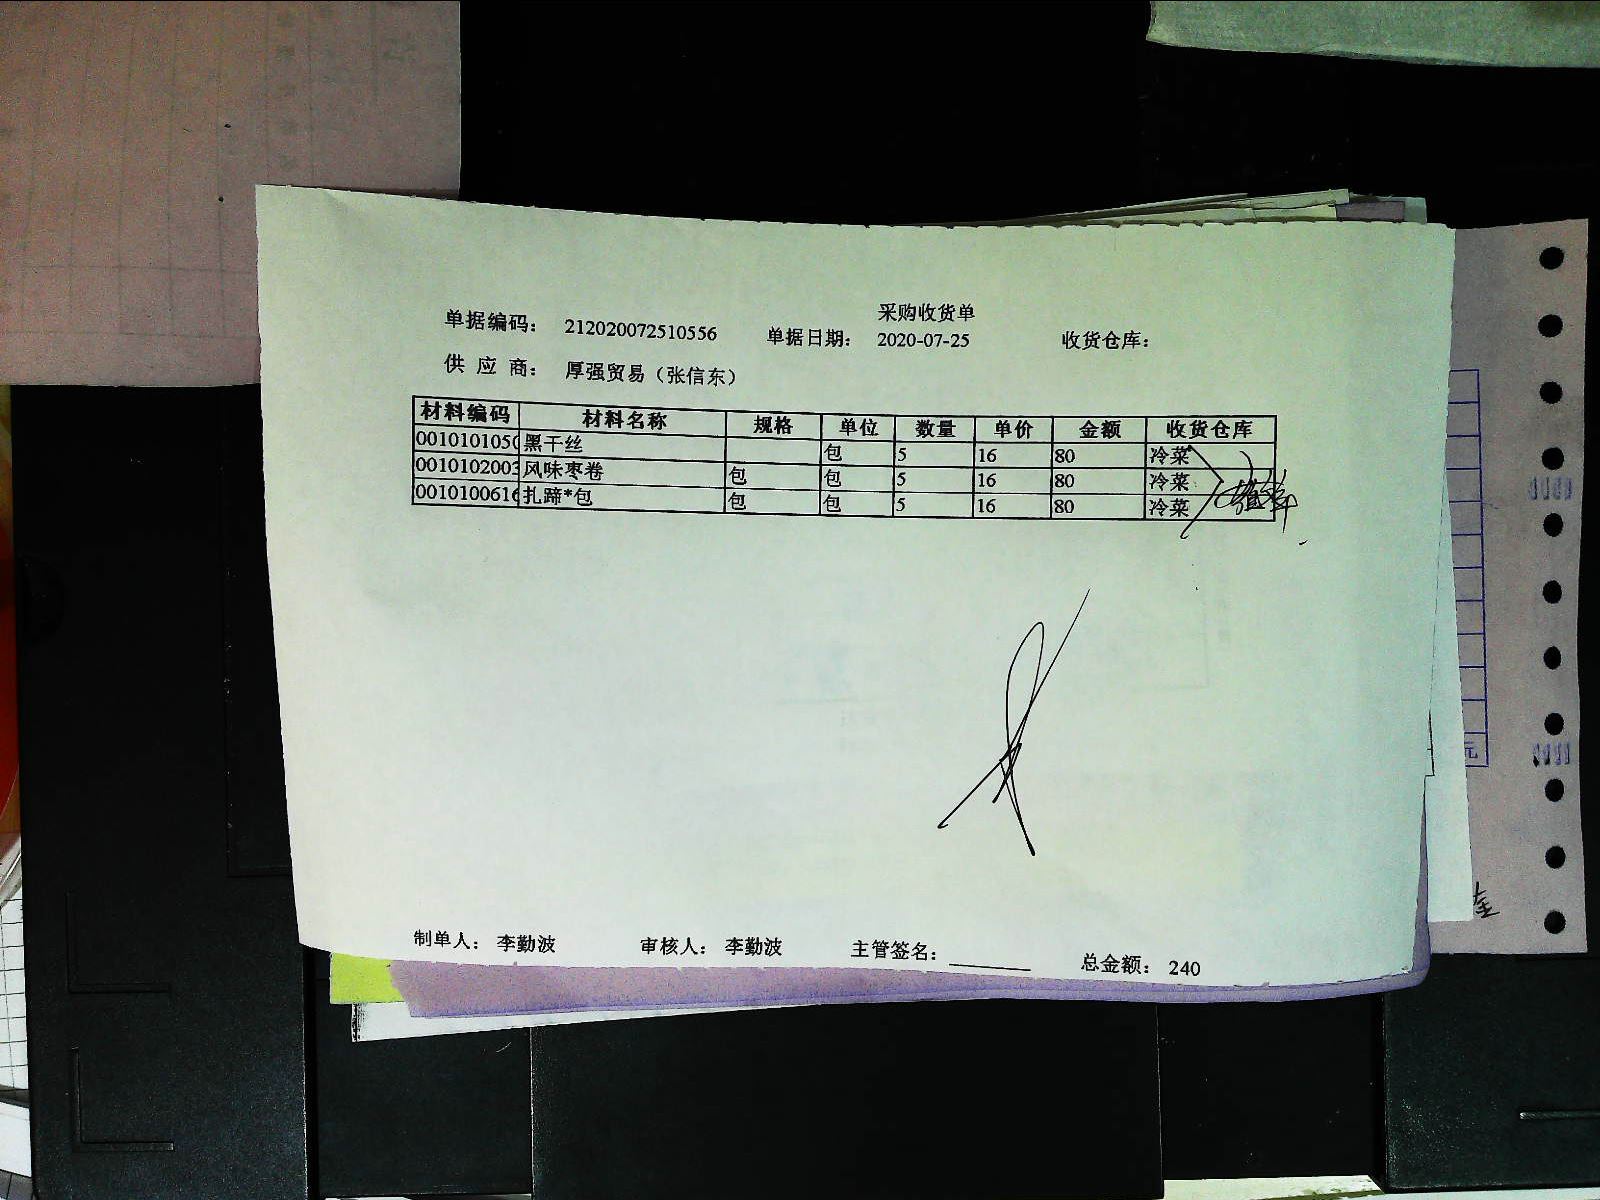 采购收货单
单据编码： 212020072510556 单据日期： 2020-07-25 收货仓库：
供 应 商： 厚强贸易（张信东）
材料编码 材料名称 规格 单位 数量 单价 金额 收货仓库
001010105 黑干丝 包 5 16 80 冷菜
0010102003 风味枣卷 包 包 5 16 80 冷菜
0010100616 扎蹄*包 包 包 5 16 80 冷菜
制单人： 李勤波 审核人： 李勤波 主管签名： 总金额： 240
元